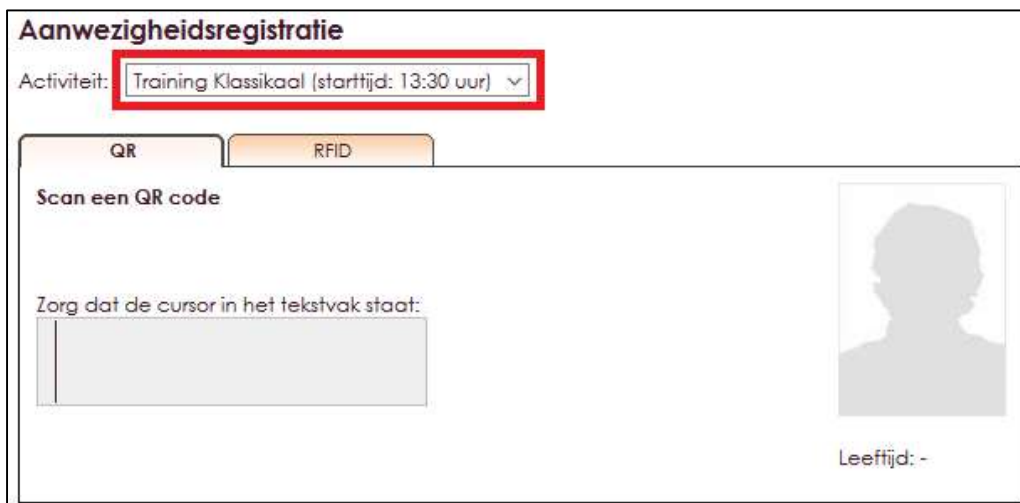 Aanwezigheidsregistratie
Activiteit: Training Klassikaal (starttijd: 13:30 uur)
QR RFID
Scan een QR code
Zorg dat de cursor in het tekstvak staat:
Leeftijd: -